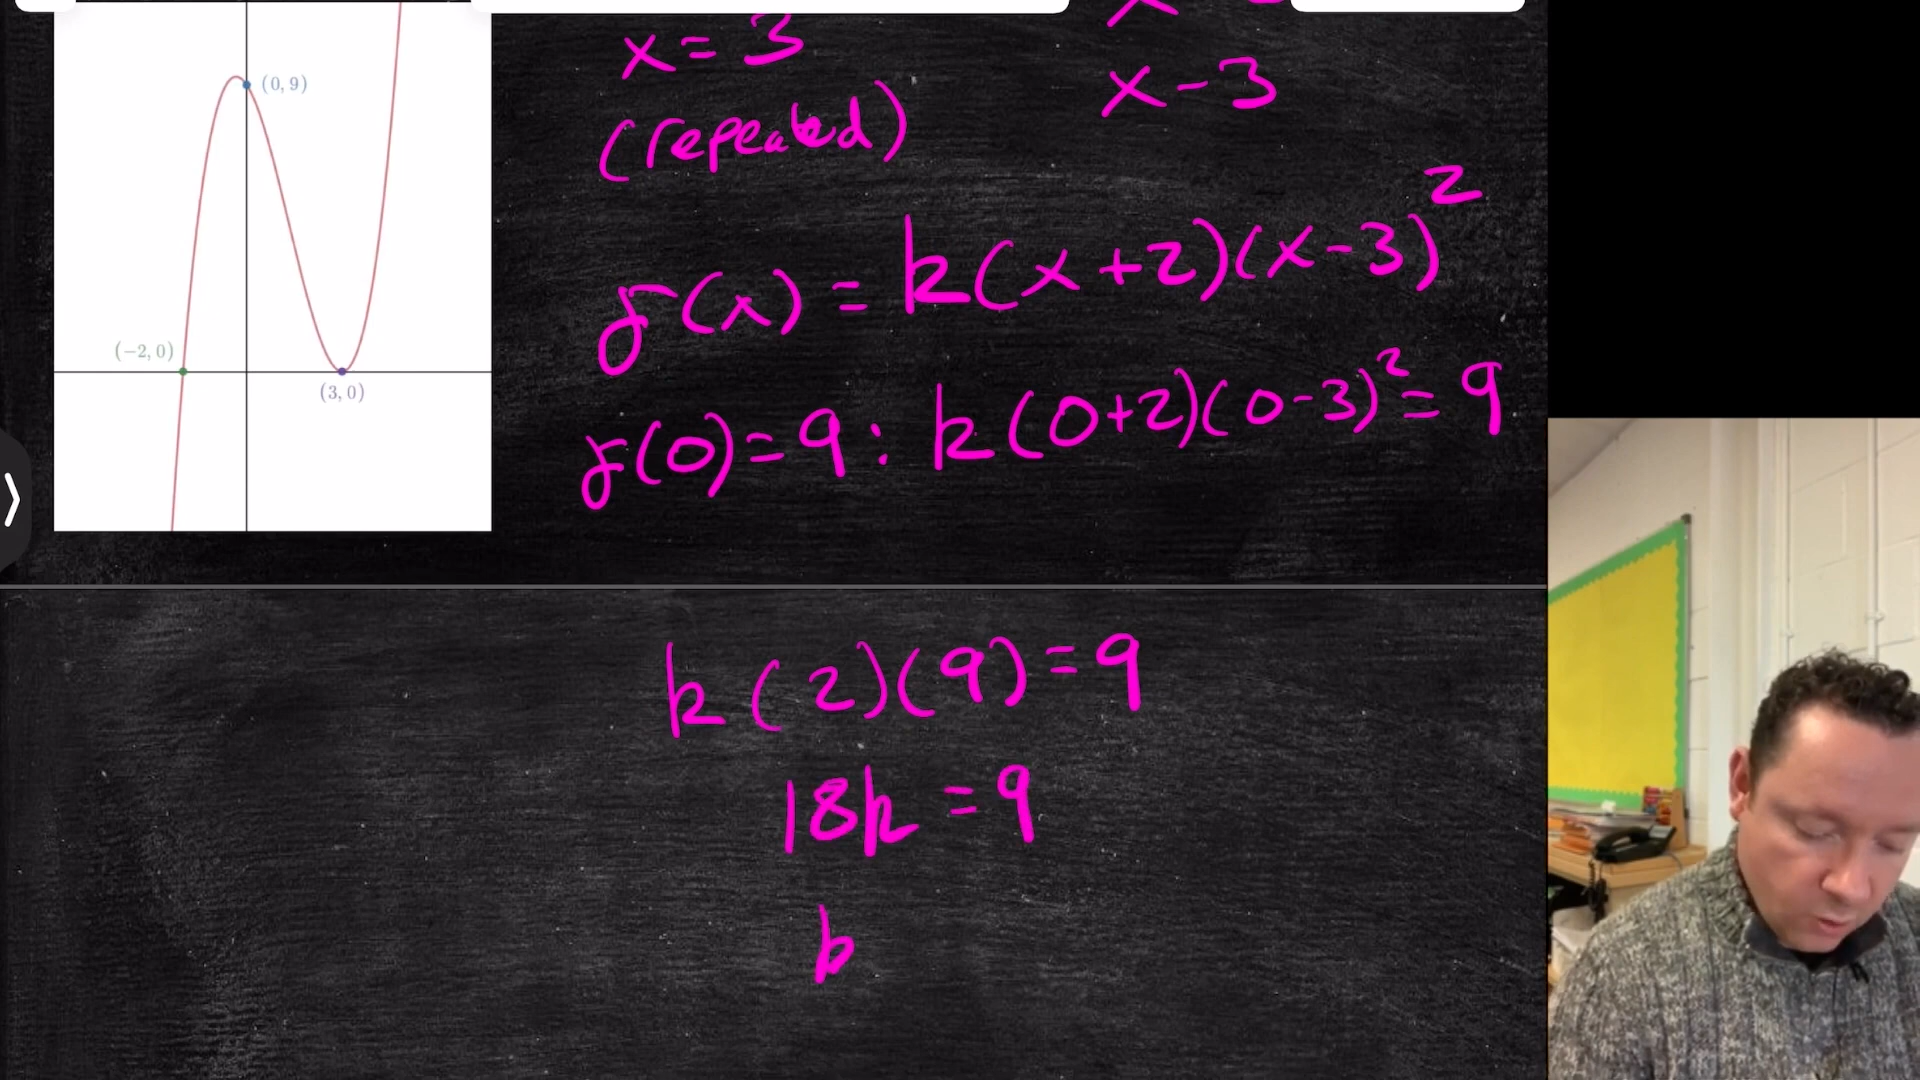 (0, 9)
(−2, 0)
(3, 0)
x = 3
(repeated)
x - 3
f(x) = k(x+2)(x-3)²
f(0) = 9 : k(0+2)(0-3)² = 9
k(2)(9) = 9
18k = 9